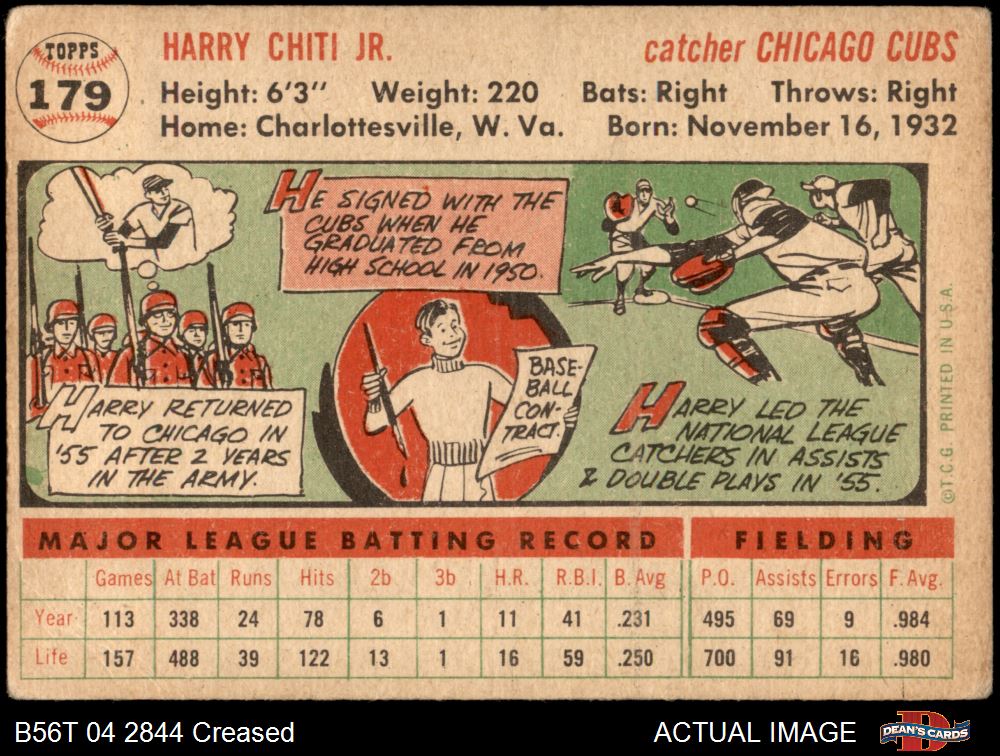 TOPPS
179
HARRY CHITI JR.
catcher CHICAGO CUBS
Height: 6'3" Weight: 220 Bats: Right Throws: Right
Home: Charlottesville, W. Va. Born: November 16, 1932
HE SIGNED WITH THE
CUBS WHEN HE
GRADUATED FROM
HIGH SCHOOL IN 1950.
HARRY RETURNED
TO CHICAGO IN
'55 AFTER 2 YEARS
IN THE ARMY.
BASE-
BALL
CON-
TRACT.
HARRY LED THE
NATIONAL LEAGUE
CATCHERS IN ASSISTS
& DOUBLE PLAYS IN '55.
©T.C.G. PRINTED IN U.S.A.
MAJOR LEAGUE BATTING RECORD FIELDING
Games At Bat Runs Hits 2b 3b H.R. R.B.I. B. Avg P.O. Assists Errors F. Avg.
Year 113 338 24 78 6 1 11 41 .231 495 69 9 .984
Life 157 488 39 122 13 1 16 59 .250 700 91 16 .980
B56T 04 2844 Creased
ACTUAL IMAGE
D
DEAN'S CARDS